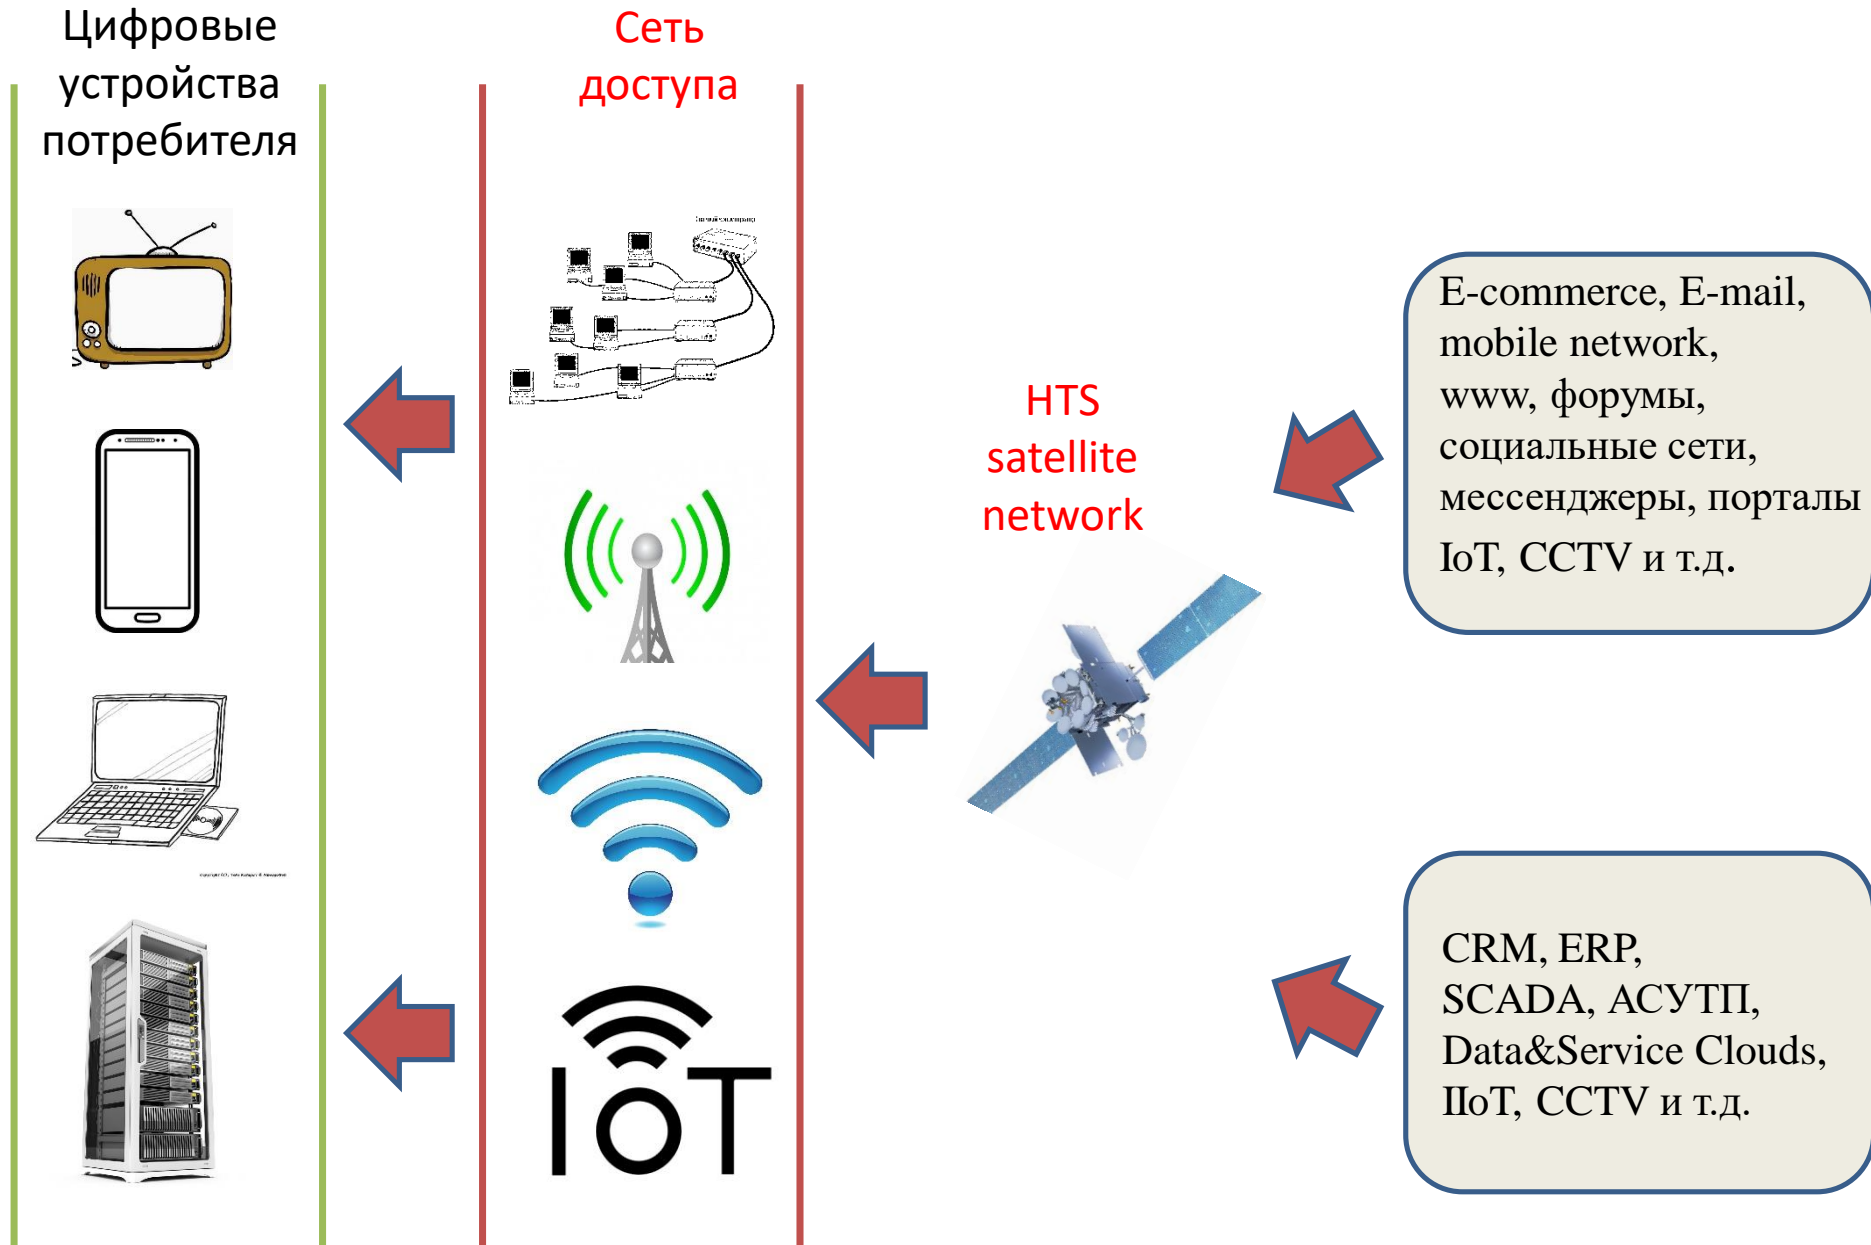 Цифровые
устройства
потребителя
Сеть
доступа
IoT
HTS
satellite
network
E-commerce, E-mail,
mobile network,
www, форумы,
социальные сети,
мессенджеры, порталы
IoT, CCTV и т.д.
CRM, ERP,
SCADA, АСУТП,
Data&Service Clouds,
IIoT, CCTV и т.д.